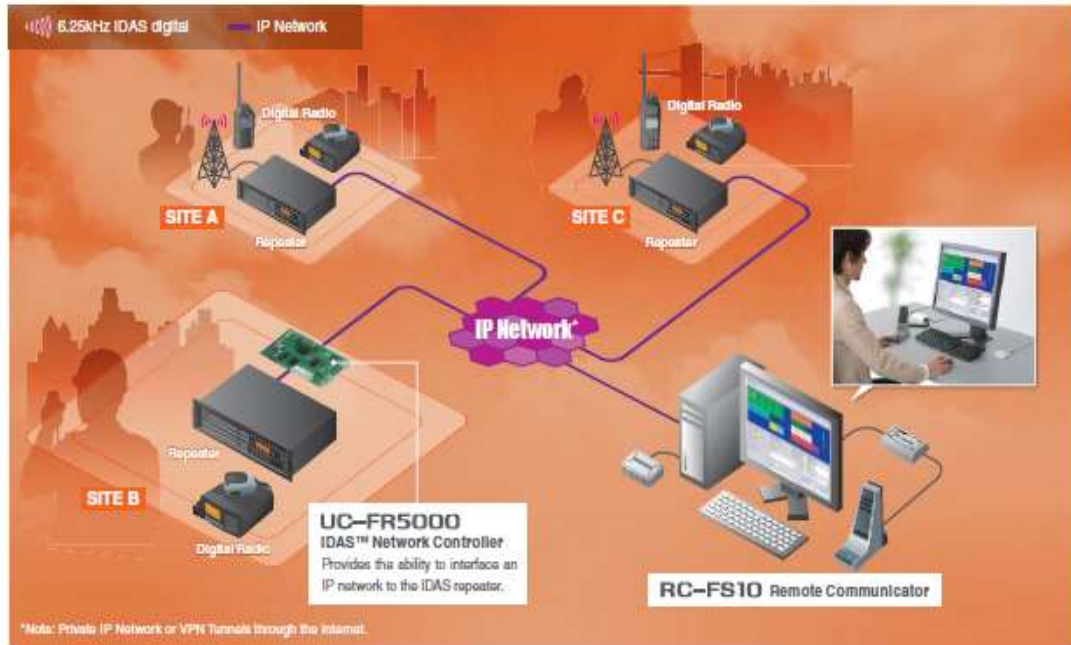 6.25kHz IDAS digital
IP Network
Digital Radio
SITE A
Repeater
Digital Radio
SITE C
Repeater
IP Network*
Repeater
SITE B
Digital Radio
UC-FR5000
IDAS™ Network Controller
Provides the ability to interface an
IP network to the IDAS repeater.
RC-FS10 Remote Communicator
*Note: Private IP Network or VPN Tunnels through the Internet.